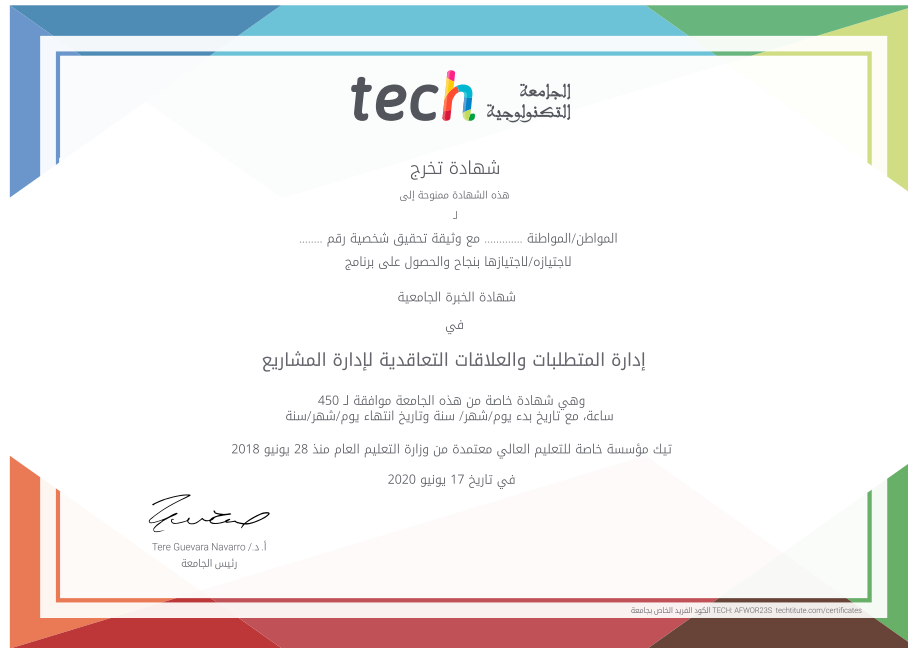 tech الجامعة
التكنولوجية
شهادة تخرج
هذه الشهادة ممنوحة إلى
لـ
المواطن/المواطنة ............ مع وثيقة تحقيق شخصية رقم ........
لاجتيازه/لاجتيازها بنجاح والحصول على برنامج
شهادة الخبرة الجامعية
في
إدارة المتطلبات والعلاقات التعاقدية لإدارة المشاريع
وهي شهادة خاصة من هذه الجامعة موافقة لـ 450
ساعة، مع تاريخ بدء يوم/شهر/ سنة وتاريخ انتهاء يوم/شهر/سنة
تيك مؤسسة خاصة للتعليم العالي معتمدة من وزارة التعليم العام منذ 28 يونيو 2018
في تاريخ 17 يونيو 2020
أ.د./ Tere Guevara Navarro
رئيس الجامعة
الكود الفريد الخاص بجامعة TECH: AFWOR23S techtitute.com/certificates